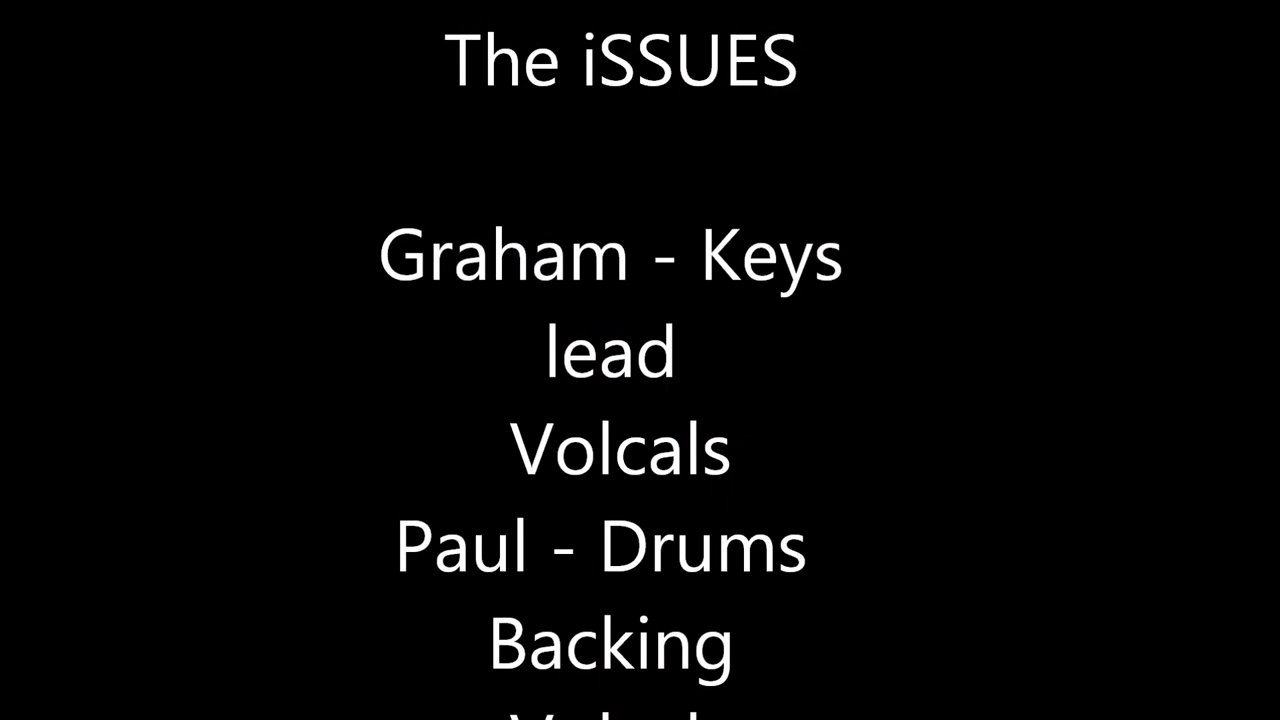 The iSSUES
Graham - Keys
lead
Volcals
Paul - Drums
Backing